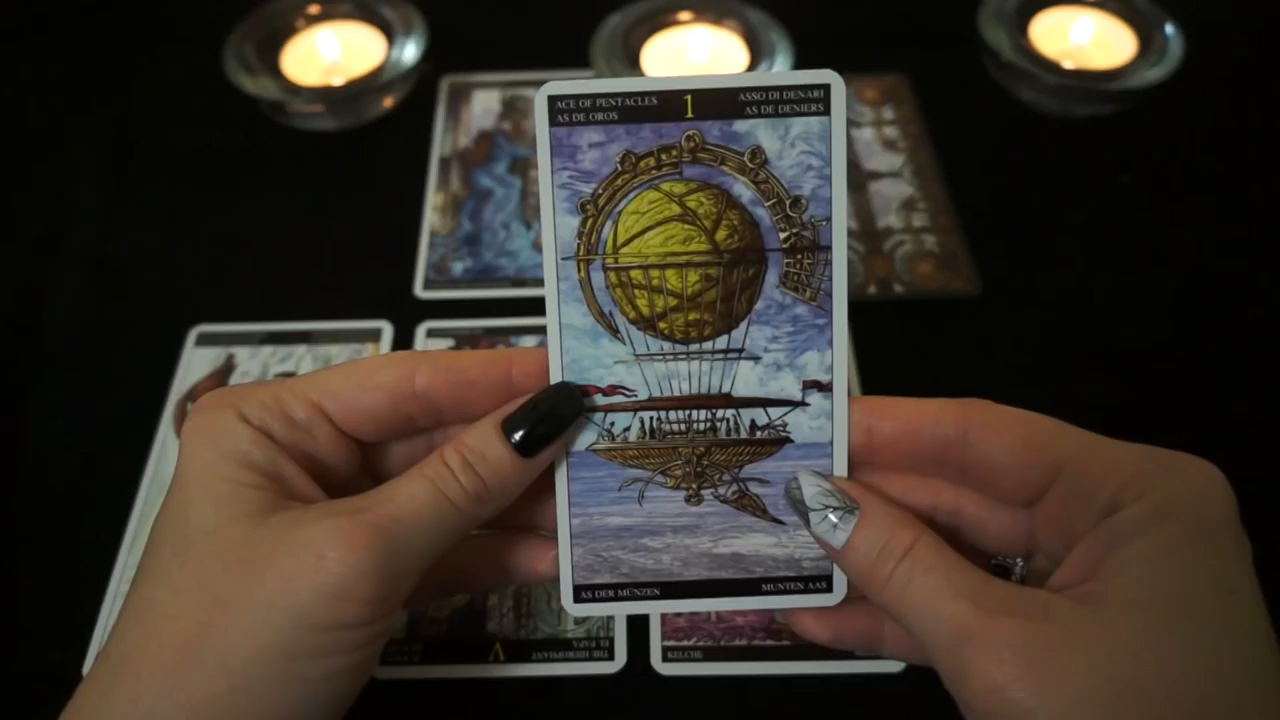 ACE OF PENTACLES
AS DE OROS
1
ASSO DI DENARI
AS DE DENIERS
AS DER MÜNZEN
MUNTEN AAS
V
THE HIEROPHANT
EL PAPA
KELCHE